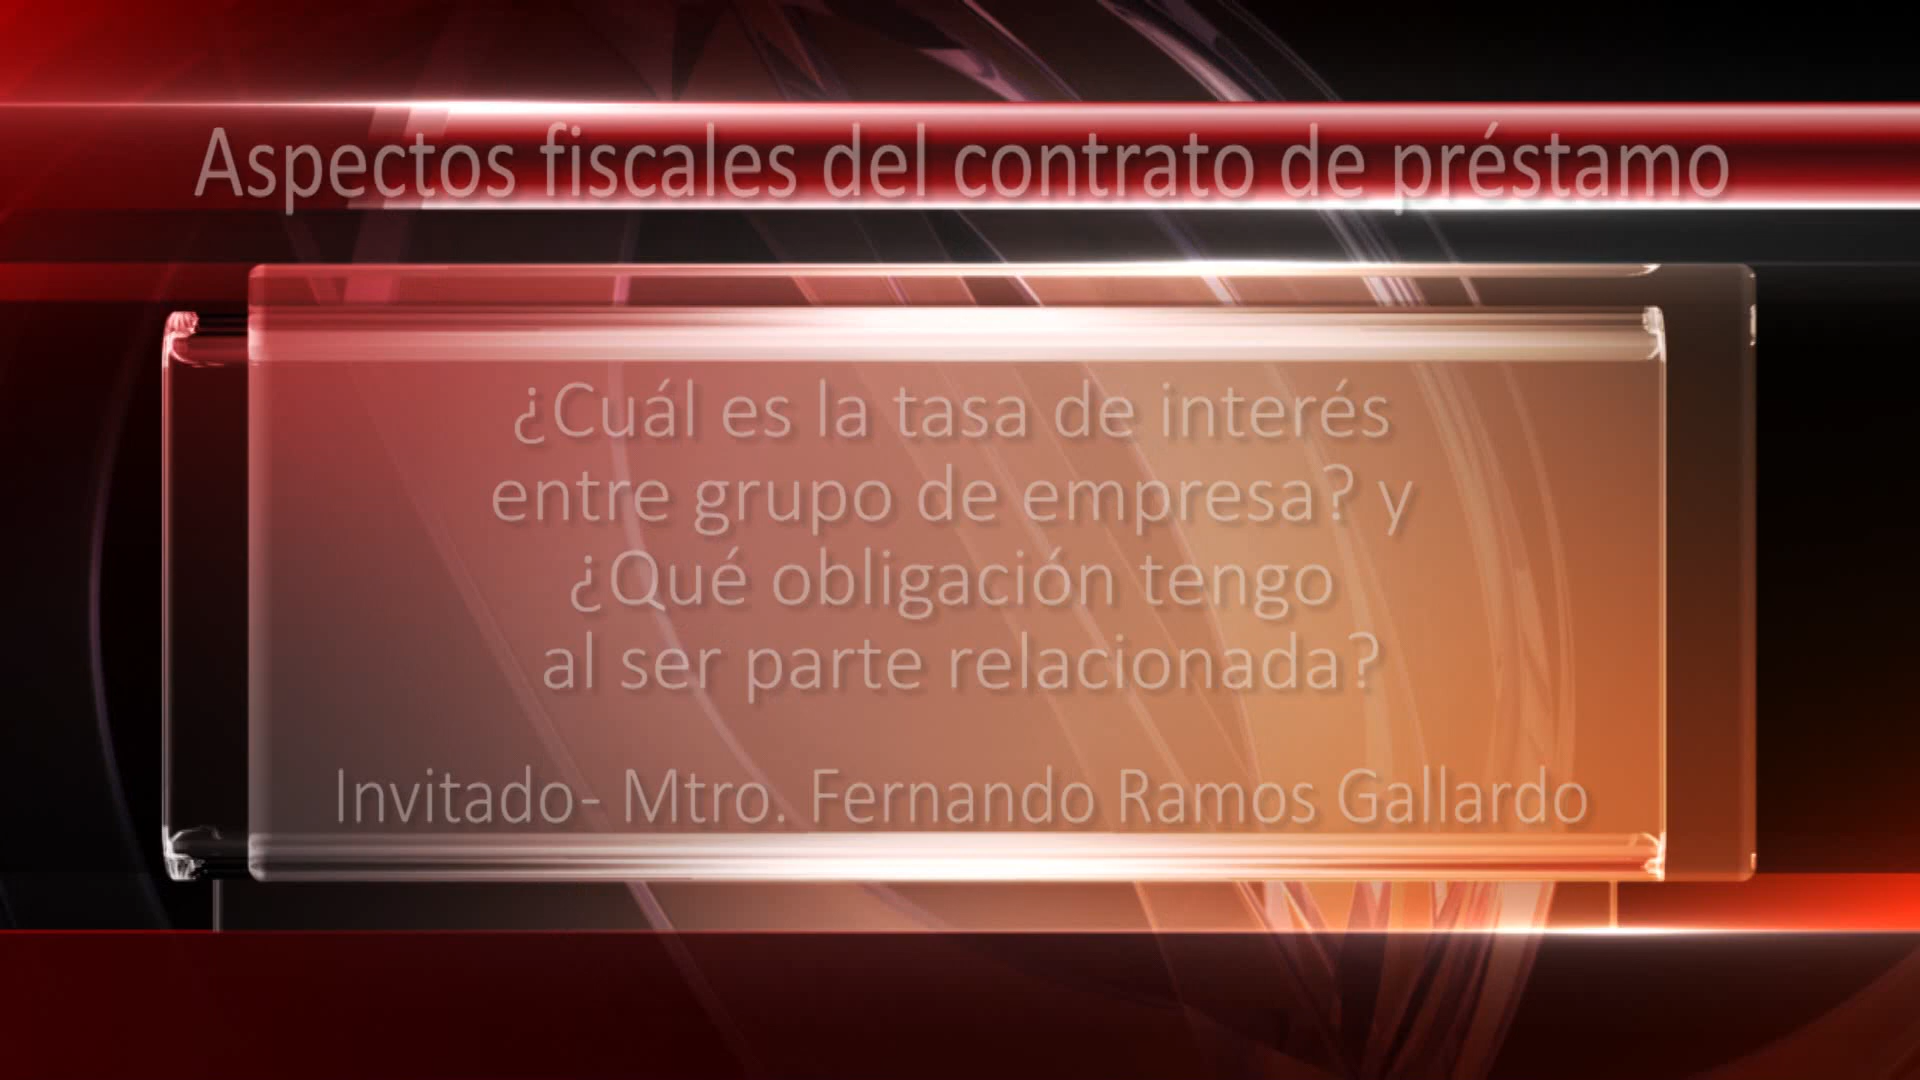 Aspectos fiscales del contrato de préstamo
¿Cuál es la tasa de interés
entre grupo de empresa? y
¿Qué obligación tengo
al ser parte relacionada?
Invitado- Mtro. Fernando Ramos Gallardo